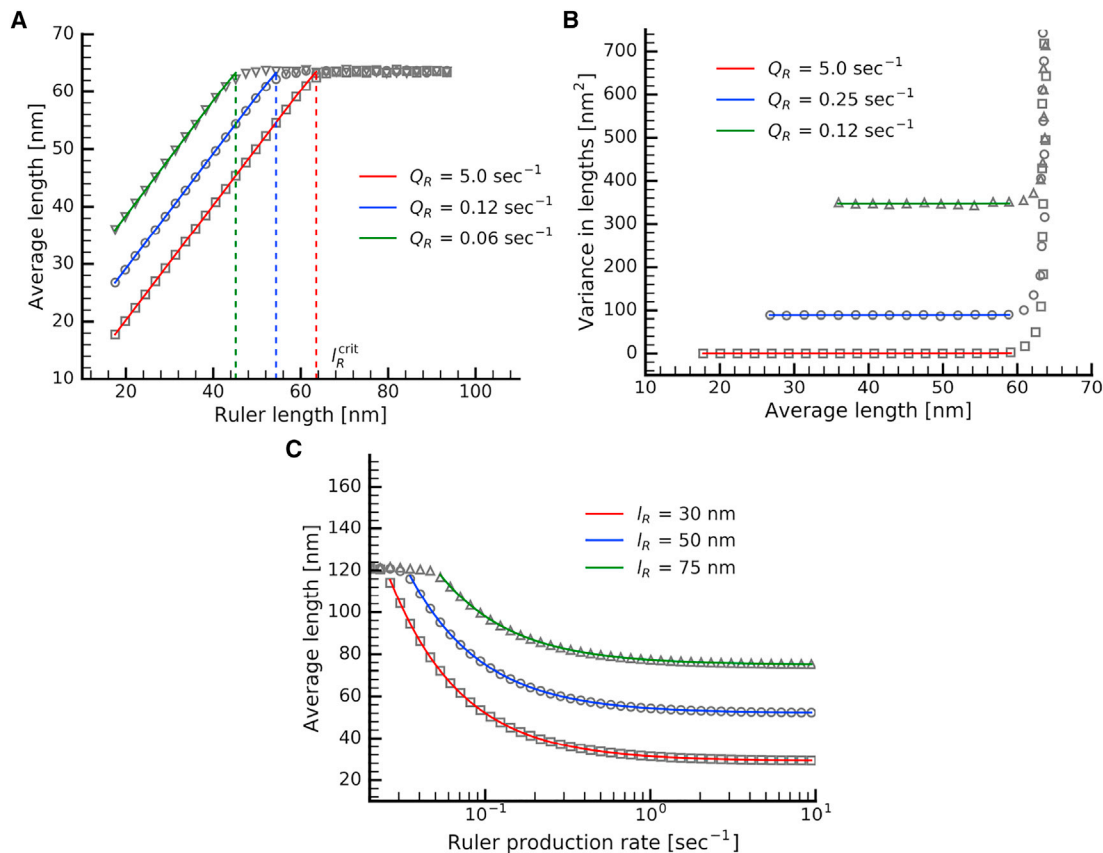 A
70
60
50
40
30
20
10
Average length [nm]
20 40 60 80 100
Ruler length [nm]
Q_R = 5.0 sec⁻¹
Q_R = 0.12 sec⁻¹
Q_R = 0.06 sec⁻¹
l_R^crit
B
700
600
500
400
300
200
100
0
Variance in lengths [nm²]
10 20 30 40 50 60 70
Average length [nm]
Q_R = 5.0 sec⁻¹
Q_R = 0.25 sec⁻¹
Q_R = 0.12 sec⁻¹
C
160
140
120
100
80
60
40
20
Average length [nm]
10⁻¹ 10⁰ 10¹
Ruler production rate [sec⁻¹]
l_R = 30 nm
l_R = 50 nm
l_R = 75 nm